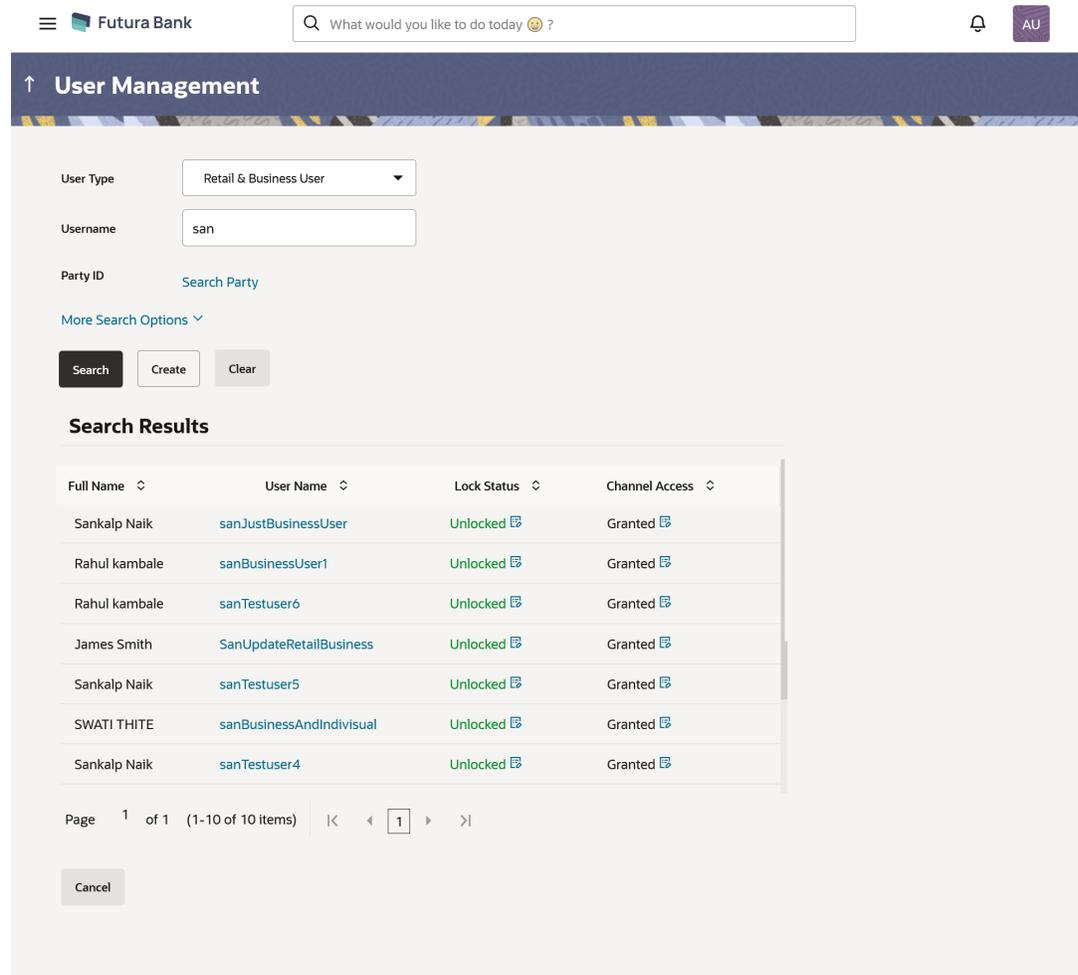 Futura Bank
What would you like to do today 😀 ?
AU
User Management
User Type Retail & Business User
Username san
Party ID Search Party
More Search Options
Search Create Clear
Search Results
Full Name User Name Lock Status Channel Access
Sankalp Naik sanJustBusinessUser Unlocked Granted
Rahul kambale sanBusinessUser1 Unlocked Granted
Rahul kambale sanTestuser6 Unlocked Granted
James Smith SanUpdateRetailBusiness Unlocked Granted
Sankalp Naik sanTestuser5 Unlocked Granted
SWATI THITE sanBusinessAndIndivisual Unlocked Granted
Sankalp Naik sanTestuser4 Unlocked Granted
Page 1 of 1 (1-10 of 10 items) 1
Cancel